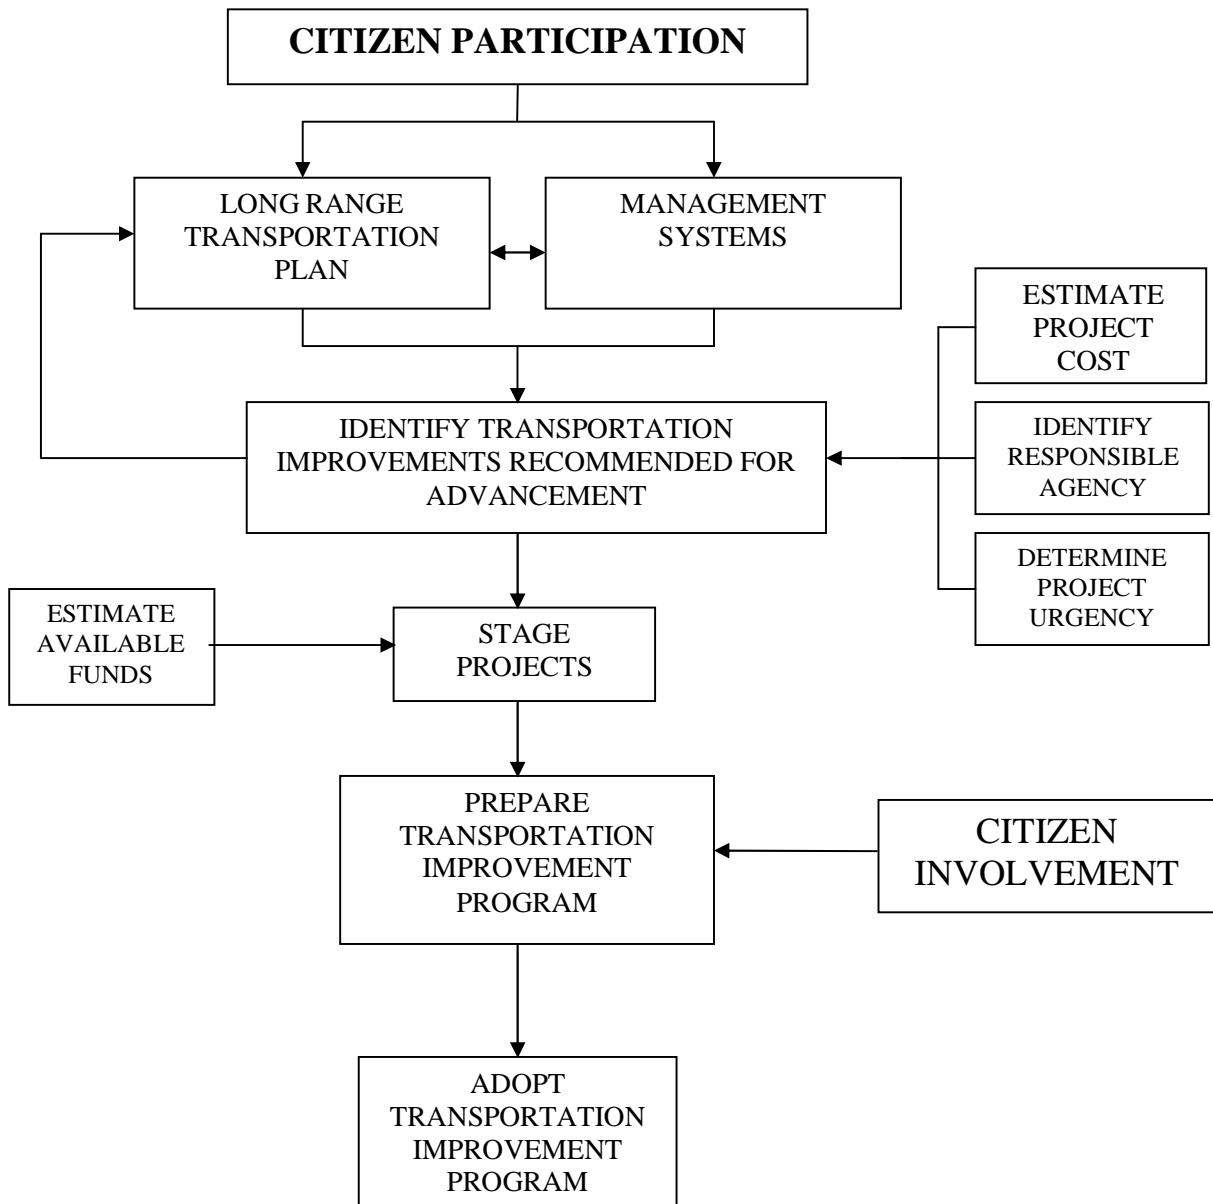 CITIZEN PARTICIPATION
LONG RANGE
TRANSPORTATION
PLAN
MANAGEMENT
SYSTEMS
ESTIMATE
PROJECT
COST
IDENTIFY TRANSPORTATION
IMPROVEMENTS RECOMMENDED FOR
ADVANCEMENT
IDENTIFY
RESPONSIBLE
AGENCY
DETERMINE
PROJECT
URGENCY
ESTIMATE
AVAILABLE
FUNDS
STAGE
PROJECTS
PREPARE
TRANSPORTATION
IMPROVEMENT
PROGRAM
CITIZEN
INVOLVEMENT
ADOPT
TRANSPORTATION
IMPROVEMENT
PROGRAM